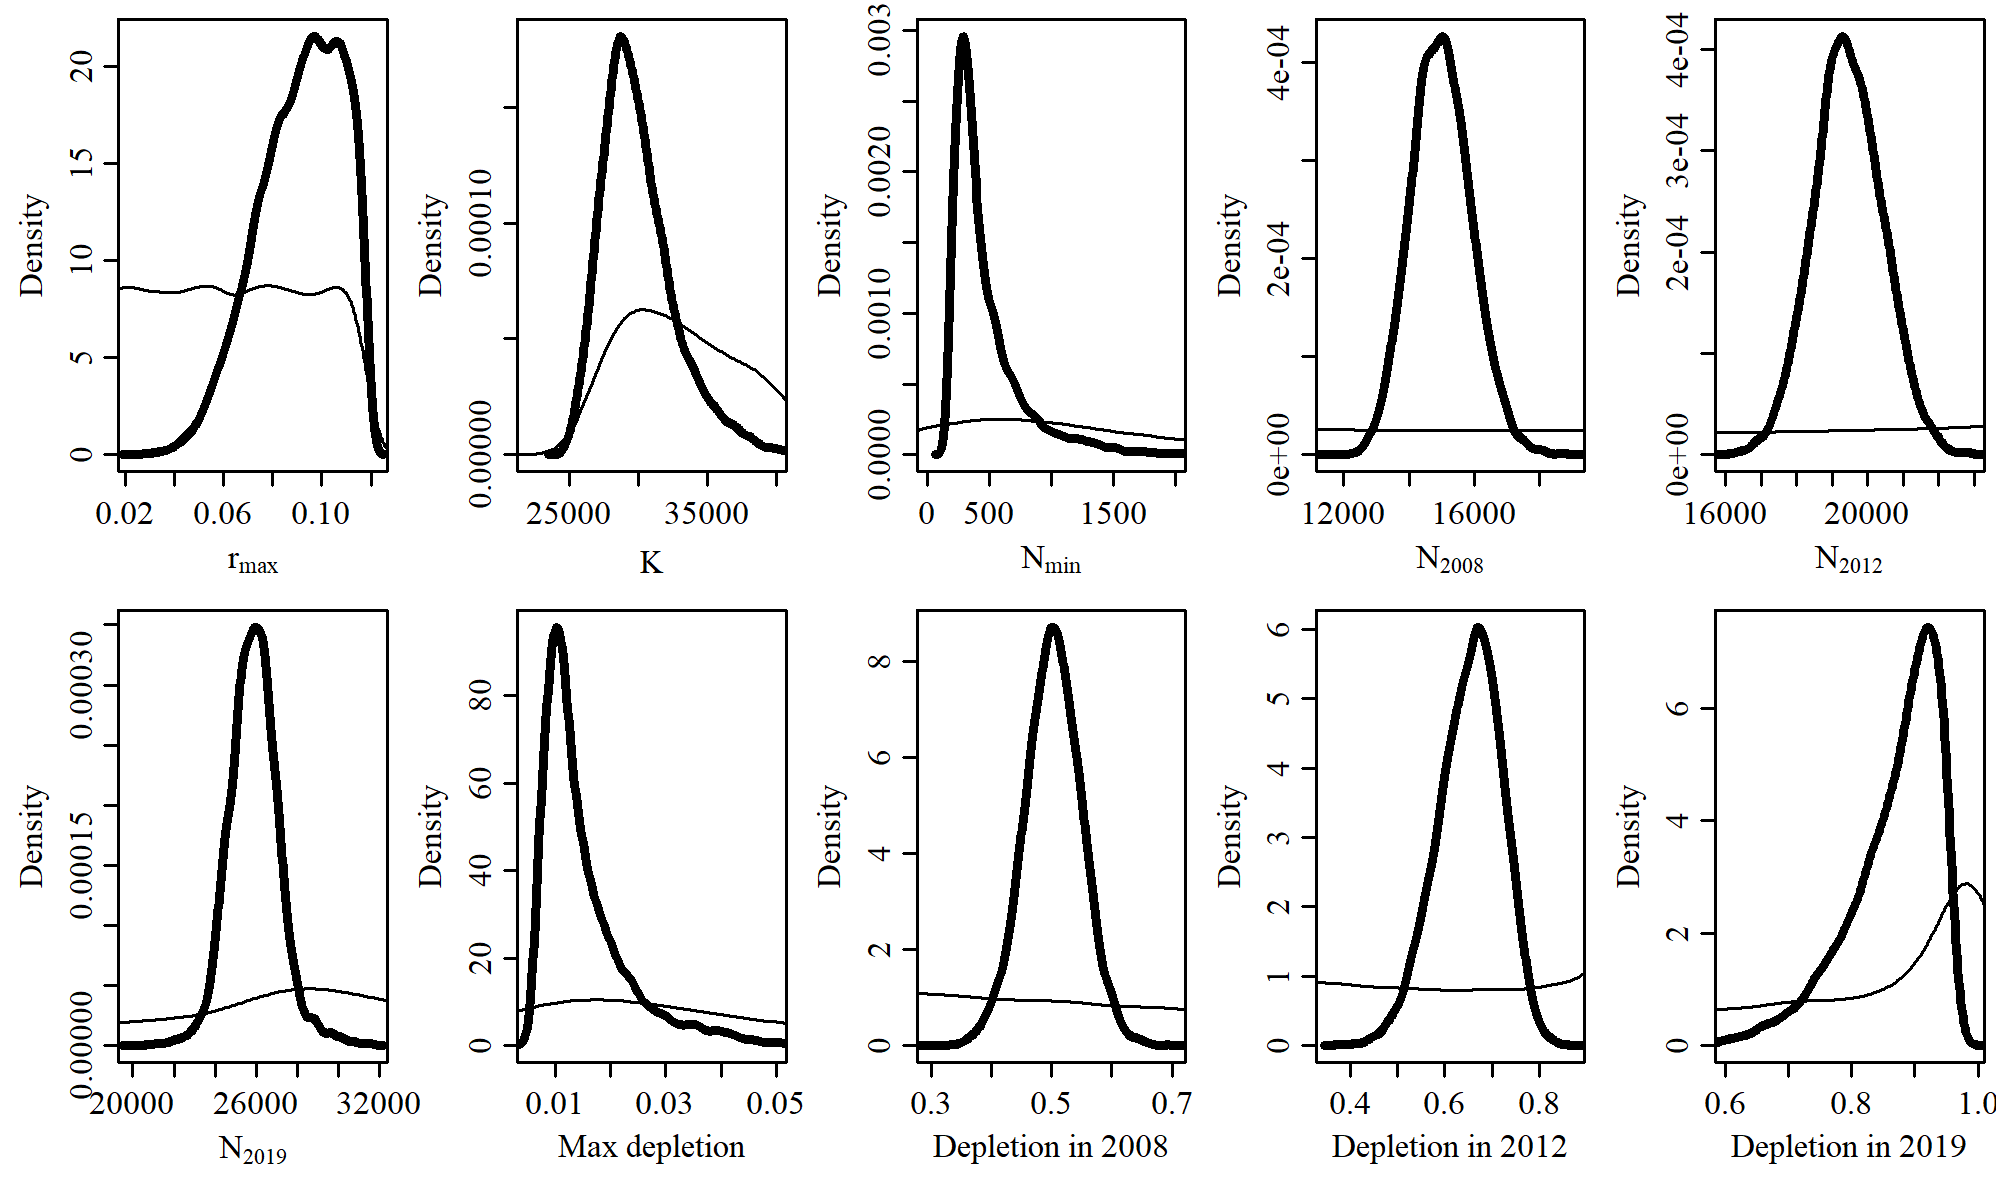 Density
0 5 10 15 20
0.02 0.06 0.10
r_max
Density
0.00000 0.00010
25000 35000
K
Density
0.0000 0.0010 0.0020 0.003
0 500 1500
N_min
Density
0e+00 2e-04 4e-04
12000 16000
N_2008
Density
0e+00 2e-04 3e-04 4e-04
16000 20000
N_2012
Density
0.00000 0.00015 0.00030
20000 26000 32000
N_2019
Density
0 20 40 60 80
0.01 0.03 0.05
Max depletion
Density
0 2 4 6 8
0.3 0.5 0.7
Depletion in 2008
Density
0 1 2 3 4 5 6
0.4 0.6 0.8
Depletion in 2012
Density
0 2 4 6
0.6 0.8 1.0
Depletion in 2019